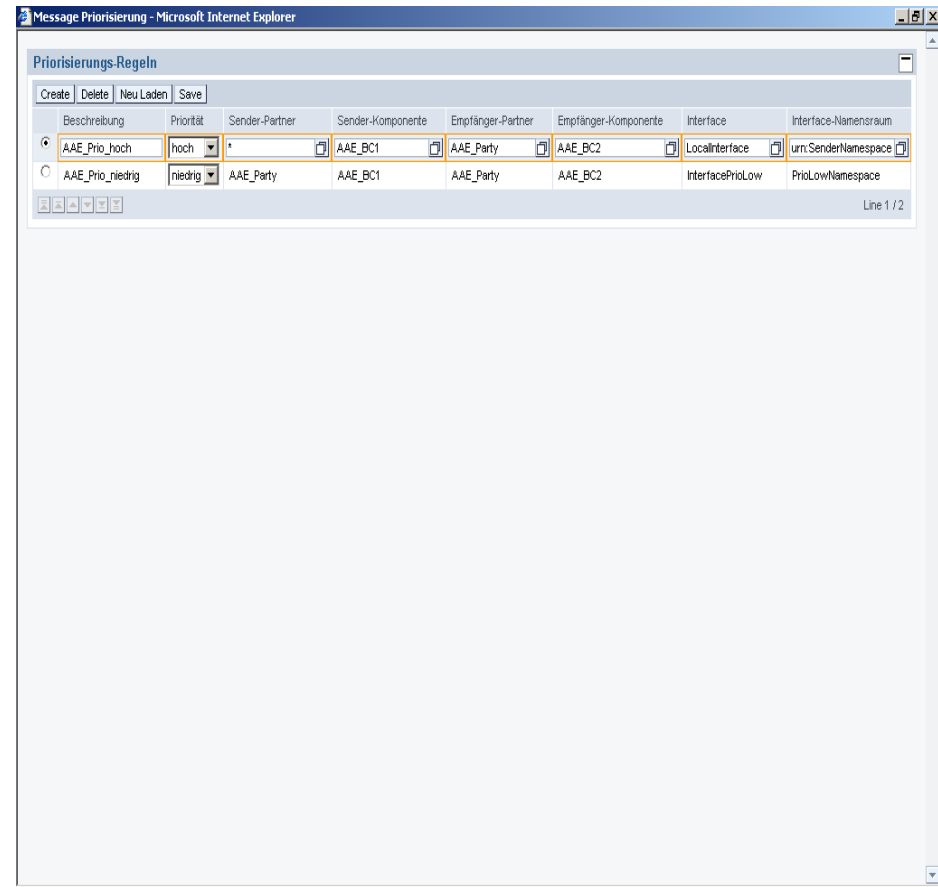 Message Priorisierung - Microsoft Internet Explorer
Priorisierungs-Regeln
Create Delete Neu Laden Save
Beschreibung Priorität Sender-Partner Sender-Komponente Empfänger-Partner Empfänger-Komponente Interface Interface-Namensraum
AAE_Prio_hoch hoch * AAE_BC1 AAE_Party AAE_BC2 LocalInterface urn:SenderNamespace
AAE_Prio_niedrig niedrig AAE_Party AAE_BC1 AAE_Party AAE_BC2 InterfacePrioLow PrioLowNamespace
Line 1 / 2